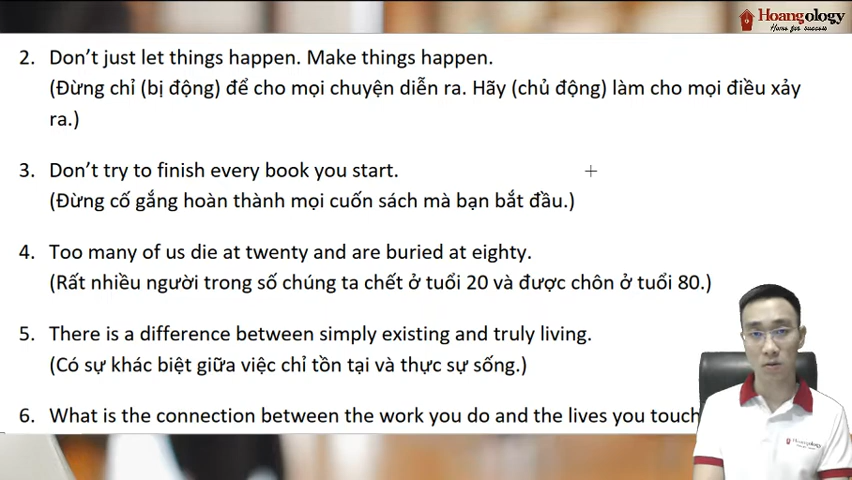 Hoangology
Home for success
2. Don't just let things happen. Make things happen.
(Đừng chỉ (bị động) để cho mọi chuyện diễn ra. Hãy (chủ động) làm cho mọi điều xảy
ra.)
3. Don't try to finish every book you start.
(Đừng cố gắng hoàn thành mọi cuốn sách mà bạn bắt đầu.)
4. Too many of us die at twenty and are buried at eighty.
(Rất nhiều người trong số chúng ta chết ở tuổi 20 và được chôn ở tuổi 80.)
5. There is a difference between simply existing and truly living.
(Có sự khác biệt giữa việc chỉ tồn tại và thực sự sống.)
6. What is the connection between the work you do and the lives you touch
Hoangology